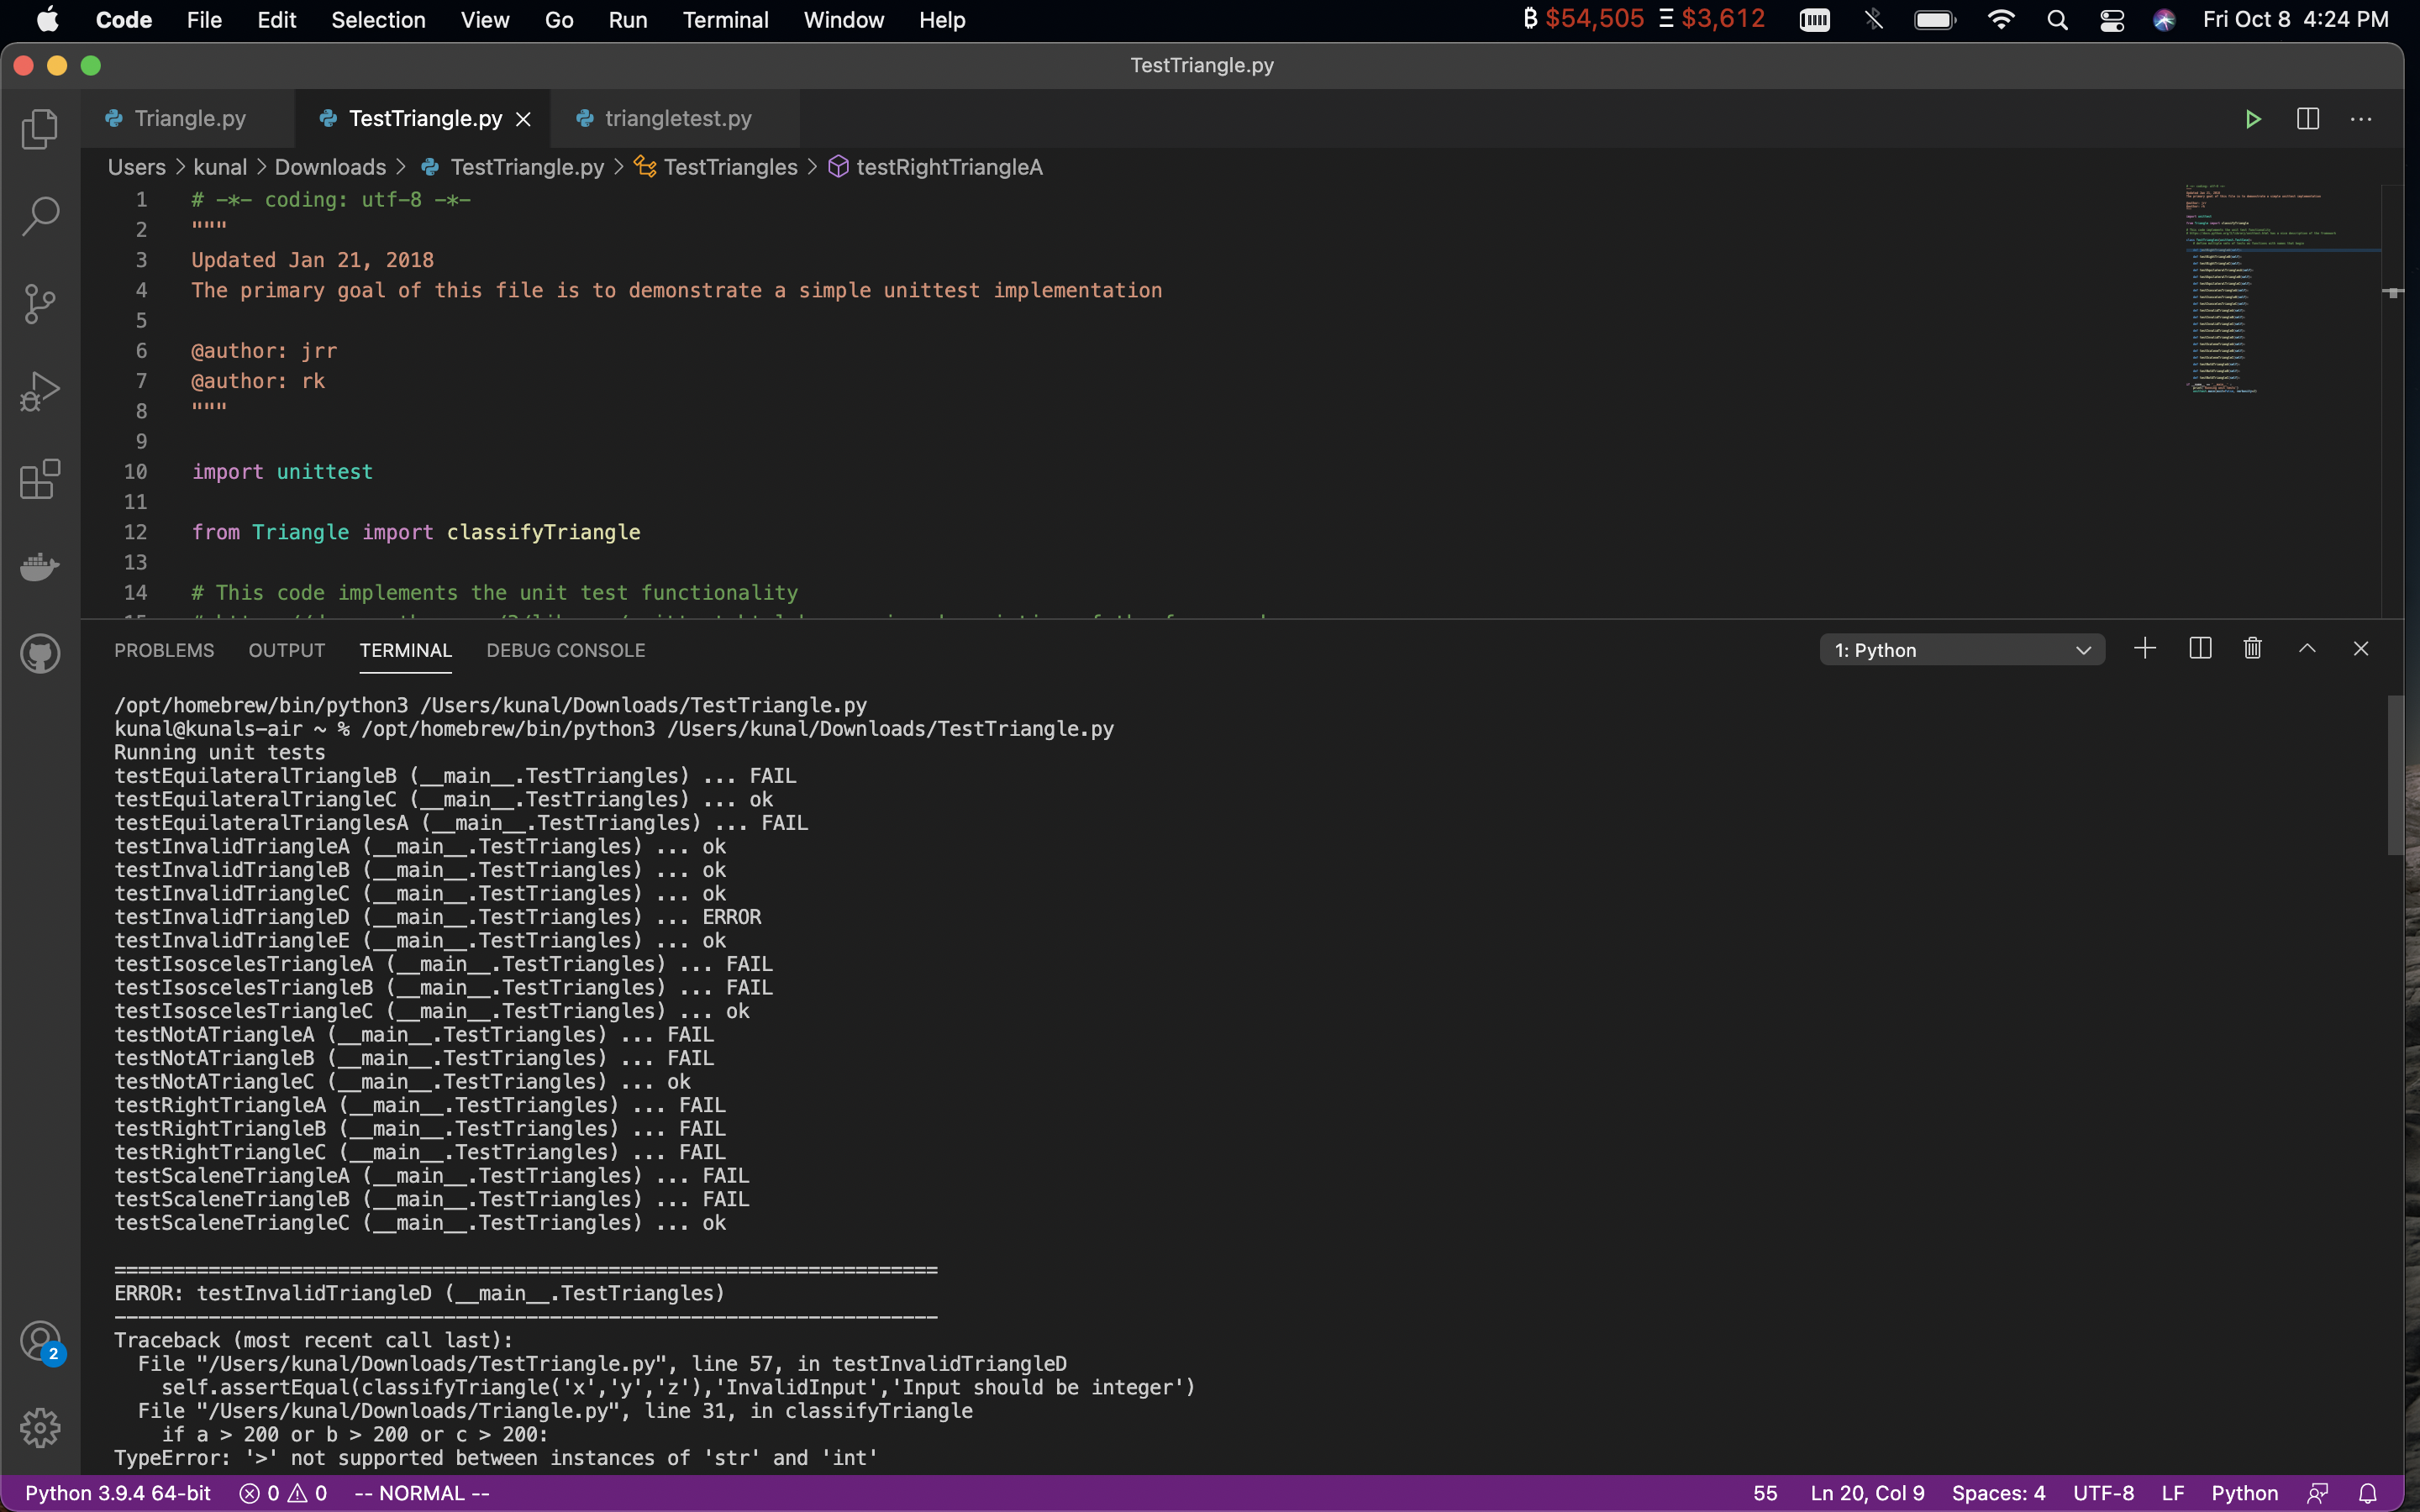 Code File Edit Selection View Go Run Terminal Window Help ₿ $54,505 Ξ $3,612 Fri Oct 8 4:24 PM
TestTriangle.py
Triangle.py TestTriangle.py triangletest.py
Users > kunal > Downloads > TestTriangle.py > TestTriangles > testRightTriangleA
1 # -*- coding: utf-8 -*-
2 """
3 Updated Jan 21, 2018
4 The primary goal of this file is to demonstrate a simple unittest implementation
5
6 @author: jrr
7 @author: rk
8 """
9
10 import unittest
11
12 from Triangle import classifyTriangle
13
14 # This code implements the unit test functionality
PROBLEMS OUTPUT TERMINAL DEBUG CONSOLE 1: Python
/opt/homebrew/bin/python3 /Users/kunal/Downloads/TestTriangle.py
kunal@kunals-air ~ % /opt/homebrew/bin/python3 /Users/kunal/Downloads/TestTriangle.py
Running unit tests
testEquilateralTriangleB (__main__.TestTriangles) ... FAIL
testEquilateralTriangleC (__main__.TestTriangles) ... ok
testEquilateralTrianglesA (__main__.TestTriangles) ... FAIL
testInvalidTriangleA (__main__.TestTriangles) ... ok
testInvalidTriangleB (__main__.TestTriangles) ... ok
testInvalidTriangleC (__main__.TestTriangles) ... ok
testInvalidTriangleD (__main__.TestTriangles) ... ERROR
testInvalidTriangleE (__main__.TestTriangles) ... ok
testIsoscelesTriangleA (__main__.TestTriangles) ... FAIL
testIsoscelesTriangleB (__main__.TestTriangles) ... FAIL
testIsoscelesTriangleC (__main__.TestTriangles) ... ok
testNotATriangleA (__main__.TestTriangles) ... FAIL
testNotATriangleB (__main__.TestTriangles) ... FAIL
testNotATriangleC (__main__.TestTriangles) ... ok
testRightTriangleA (__main__.TestTriangles) ... FAIL
testRightTriangleB (__main__.TestTriangles) ... FAIL
testRightTriangleC (__main__.TestTriangles) ... FAIL
testScaleneTriangleA (__main__.TestTriangles) ... FAIL
testScaleneTriangleB (__main__.TestTriangles) ... FAIL
testScaleneTriangleC (__main__.TestTriangles) ... ok
======================================================================
ERROR: testInvalidTriangleD (__main__.TestTriangles)
----------------------------------------------------------------------
Traceback (most recent call last):
File "/Users/kunal/Downloads/TestTriangle.py", line 57, in testInvalidTriangleD
self.assertEqual(classifyTriangle('x','y','z'),'InvalidInput','Input should be integer')
File "/Users/kunal/Downloads/Triangle.py", line 31, in classifyTriangle
if a > 200 or b > 200 or c > 200:
TypeError: '>' not supported between instances of 'str' and 'int'
2
Python 3.9.4 64-bit 0 0 -- NORMAL -- 55 Ln 20, Col 9 Spaces: 4 UTF-8 LF Python